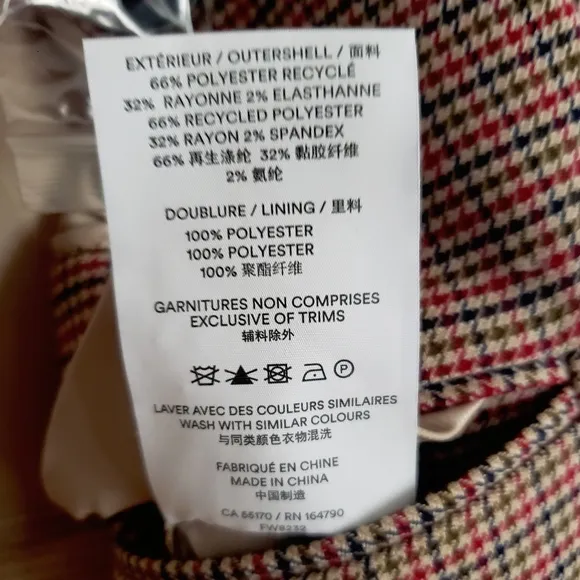 EXTÉRIEUR / OUTERSHELL / 面料
66% POLYESTER RECYCLÉ
32% RAYONNE 2% ELASTHANNE
66% RECYCLED POLYESTER
32% RAYON 2% SPANDEX
66% 再生涤纶 32% 黏胶纤维
2% 氨纶
DOUBLURE / LINING / 里料
100% POLYESTER
100% POLYESTER
100% 聚酯纤维
GARNITURES NON COMPRISES
EXCLUSIVE OF TRIMS
辅料除外
P
LAVER AVEC DES COULEURS SIMILAIRES
WASH WITH SIMILAR COLOURS
与同类颜色衣物混洗
FABRIQUÉ EN CHINE
MADE IN CHINA
中国制造
CA 55170 / RN 164790
FW8232